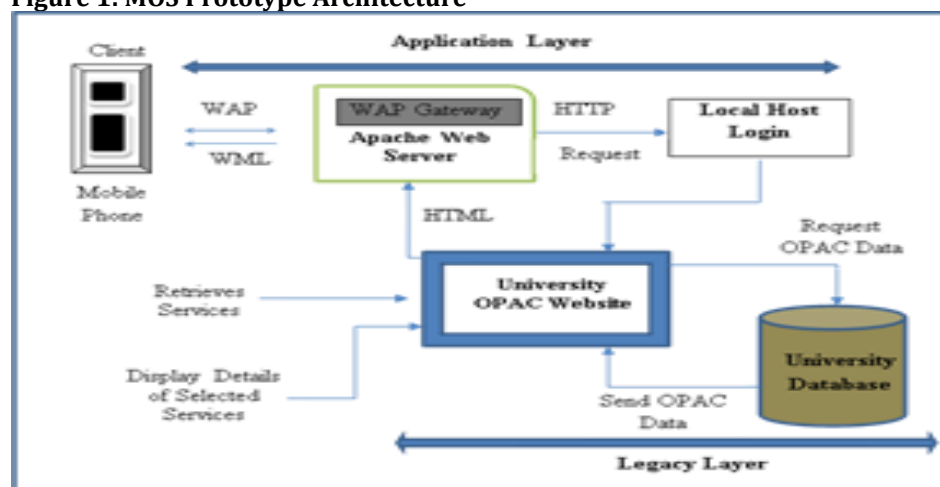 Figure 1: MOS Prototype Architecture
Client
Application Layer
WAP
WML
WAP Gateway
Apache Web
Server
HTTP
Request
Local Host
Login
Mobile
Phone
HTML
Request
OPAC Data
University
OPAC Website
Retrieves
Services
University
Database
Display Details
of Selected
Services
Send OPAC
Data
Legacy Layer